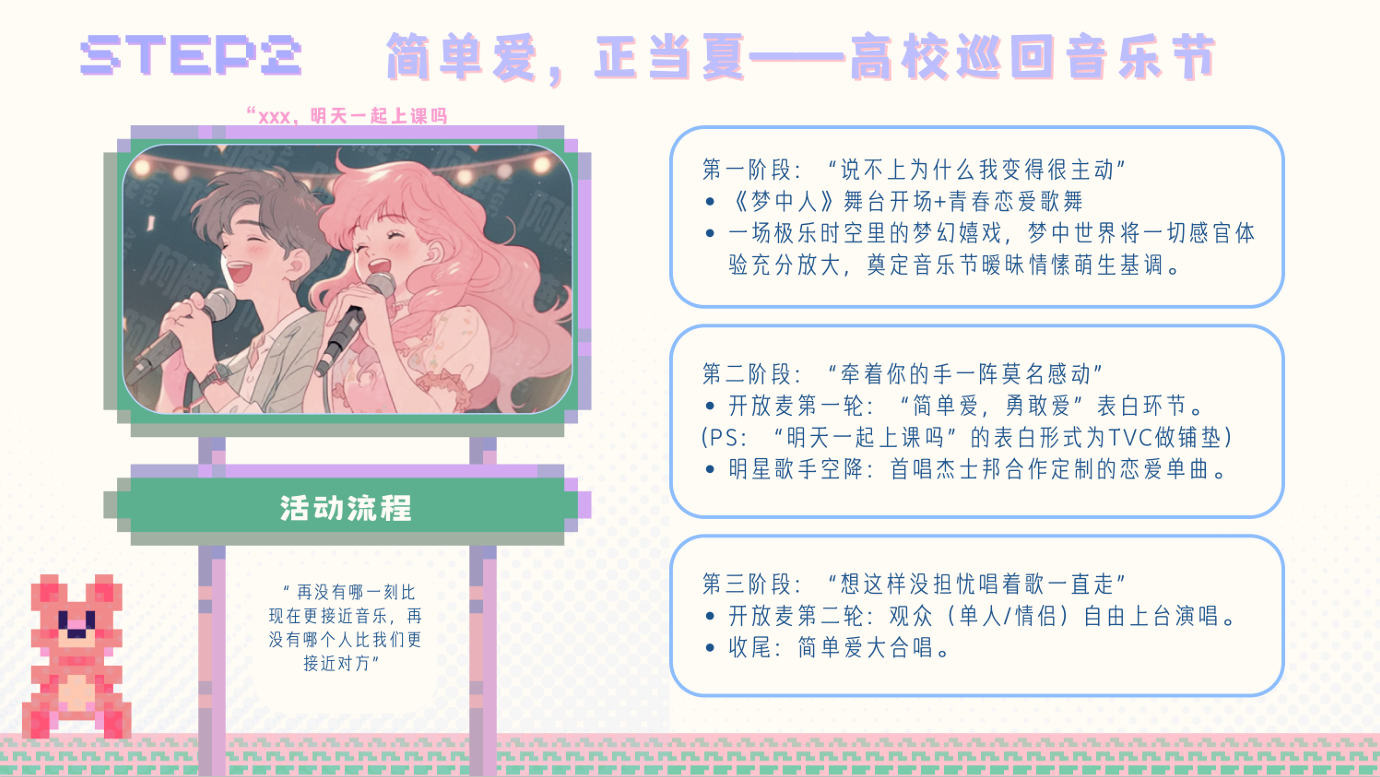 STEP2 简单爱，正当夏——高校巡回音乐节
“xxx，明天一起上课吗
活动流程
“再没有哪一刻比
现在更接近音乐，再
没有哪个人比我们更
接近对方”
第一阶段：“说不上为什么我变得很主动”
• 《梦中人》舞台开场+青春恋爱歌舞
• 一场极乐时空里的梦幻嬉戏，梦中世界将一切感官体
验充分放大，奠定音乐节暧昧情愫萌生基调。
第二阶段：“牵着你的手一阵莫名感动”
• 开放麦第一轮：“简单爱，勇敢爱”表白环节。
(PS：“明天一起上课吗”的表白形式为TVC做铺垫)
• 明星歌手空降：首唱杰士邦合作定制的恋爱单曲。
第三阶段：“想这样没担忧唱着歌一直走”
• 开放麦第二轮：观众（单人/情侣）自由上台演唱。
• 收尾：简单爱大合唱。